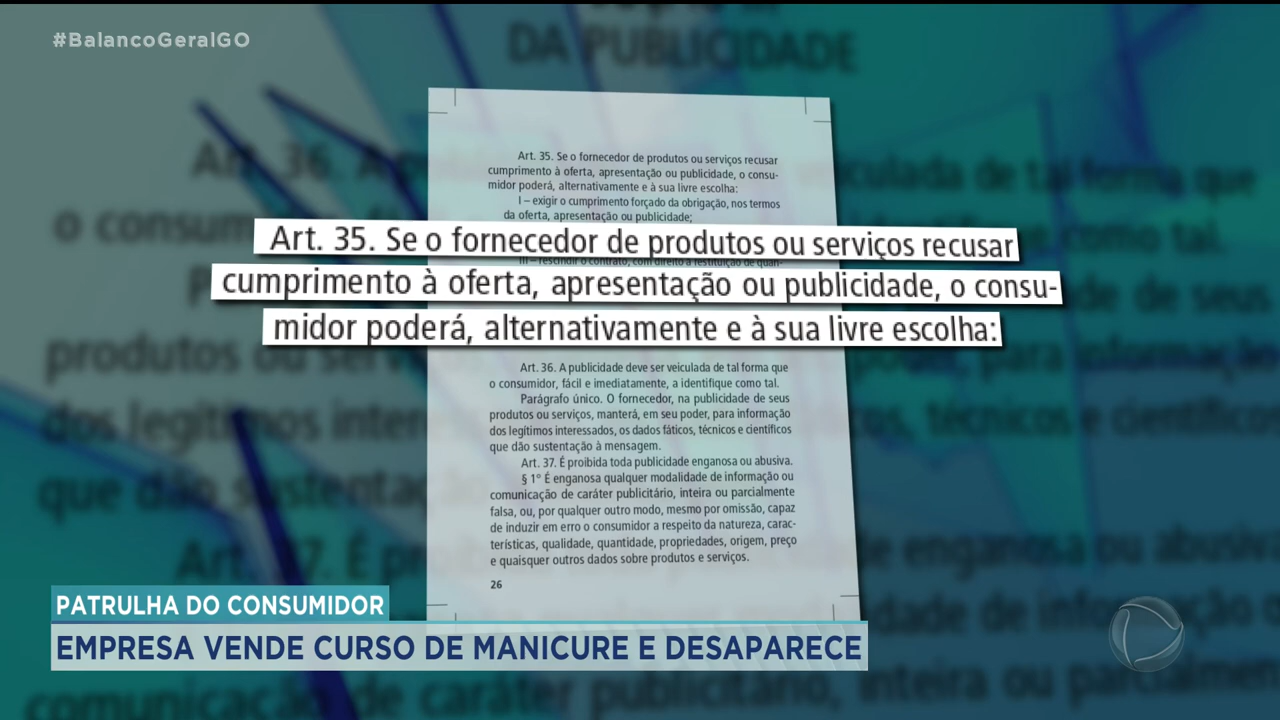 #BalancoGeralGO
DA PUBLICIDADE
Art. 35. Se o fornecedor de produtos ou serviços recusar
cumprimento à oferta, apresentação ou publicidade, o consu-
midor poderá, alternativamente e à sua livre escolha:
I – exigir o cumprimento forçado da obrigação, nos termos
da oferta, apresentação ou publicidade;
Art. 35. Se o fornecedor de produtos ou serviços recusar
III – rescindir o contrato, com direito à restituição de quan-
cumprimento à oferta, apresentação ou publicidade, o consu-
midor poderá, alternativamente e à sua livre escolha:
Art. 36. A publicidade deve ser veiculada de tal forma que
o consumidor, fácil e imediatamente, a identifique como tal.
Parágrafo único. O fornecedor, na publicidade de seus
produtos ou serviços, manterá, em seu poder, para informação
dos legítimos interessados, os dados fáticos, técnicos e científicos
que dão sustentação à mensagem.
Art. 37. É proibida toda publicidade enganosa ou abusiva.
§ 1º É enganosa qualquer modalidade de informação ou
comunicação de caráter publicitário, inteira ou parcialmente
falsa, ou, por qualquer outro modo, mesmo por omissão, capaz
de induzir em erro o consumidor a respeito da natureza, carac-
terísticas, qualidade, quantidade, propriedades, origem, preço
e quaisquer outros dados sobre produtos e serviços.
26
PATRULHA DO CONSUMIDOR
EMPRESA VENDE CURSO DE MANICURE E DESAPARECE